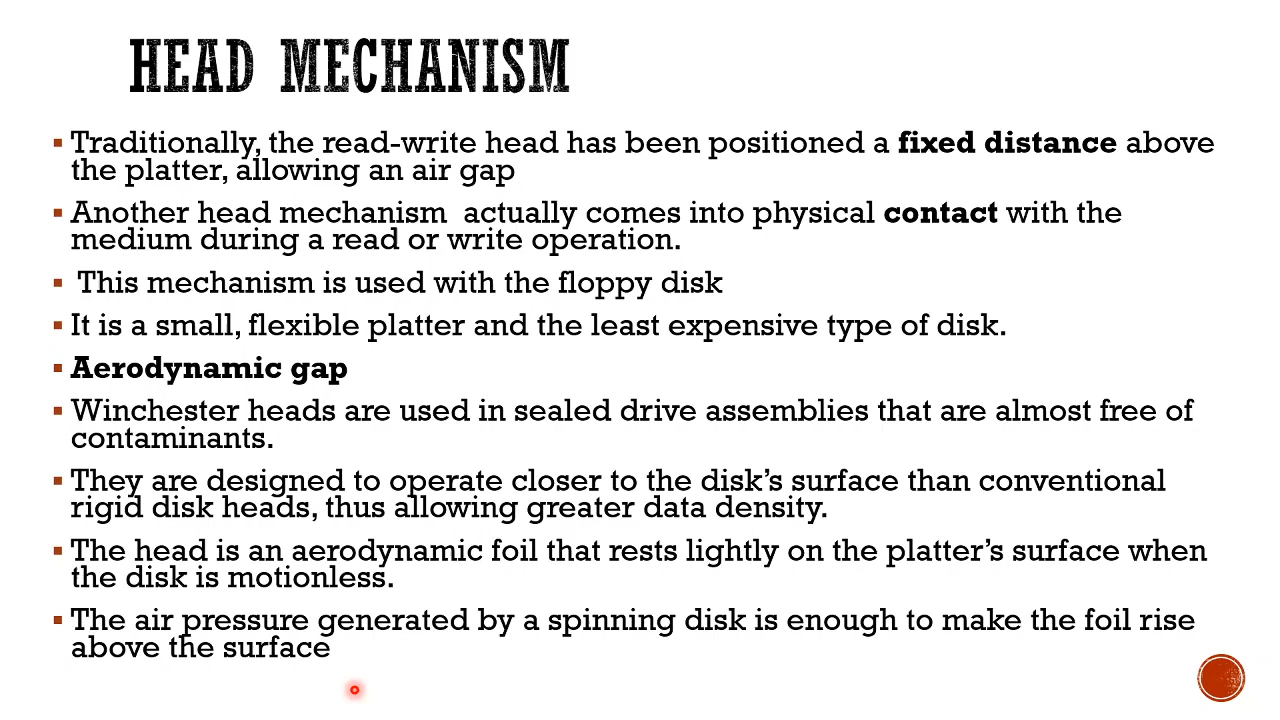 HEAD MECHANISM
▪ Traditionally, the read-write head has been positioned a fixed distance above
the platter, allowing an air gap
▪ Another head mechanism  actually comes into physical contact with the
medium during a read or write operation.
▪ This mechanism is used with the floppy disk
▪ It is a small, flexible platter and the least expensive type of disk.
▪ Aerodynamic gap
▪ Winchester heads are used in sealed drive assemblies that are almost free of
contaminants.
▪ They are designed to operate closer to the disk’s surface than conventional
rigid disk heads, thus allowing greater data density.
▪ The head is an aerodynamic foil that rests lightly on the platter’s surface when
the disk is motionless.
▪ The air pressure generated by a spinning disk is enough to make the foil rise
above the surface